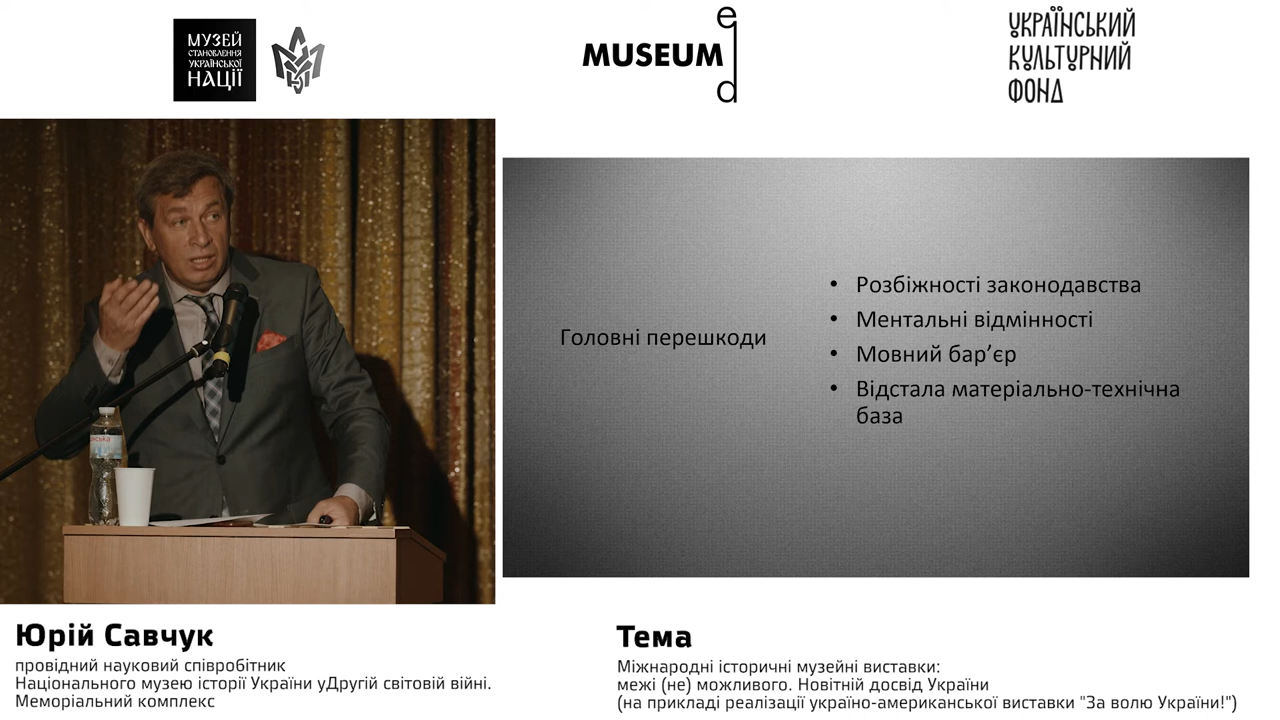 МУЗЕЙ
СТАНОВЛЕННЯ
УКРАЇНСЬКОЇ
НАЦІЇ
MUSEUM
ed
УКРАЇНСЬКИЙ
КУЛЬТУРНИЙ
ФОНД
Головні перешкоди
• Розбіжності законодавства
• Ментальні відмінності
• Мовний бар’єр
• Відстала матеріально-технічна
база
Юрій Савчук
провідний науковий співробітник
Національного музею історії України уДругій світовій війні.
Меморіальний комплекс
Тема
Міжнародні історичні музейні виставки:
межі (не) можливого. Новітній досвід України
(на прикладі реалізації україно-американської виставки "За волю України!")